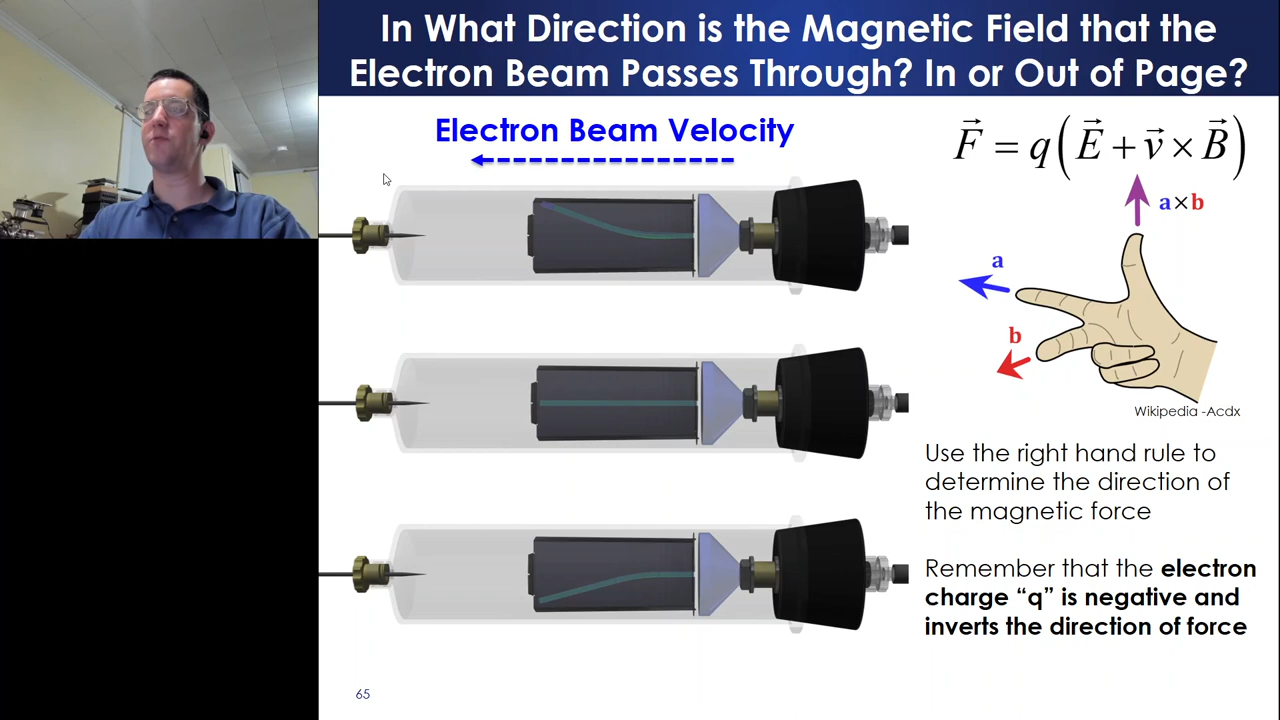 In What Direction is the Magnetic Field that the
Electron Beam Passes Through? In or Out of Page?
Electron Beam Velocity
F⃗ = q(E⃗ + v⃗ × B⃗)
a×b
a
b
Wikipedia -Acdx
Use the right hand rule to
determine the direction of
the magnetic force
Remember that the electron
charge “q” is negative and
inverts the direction of force
65